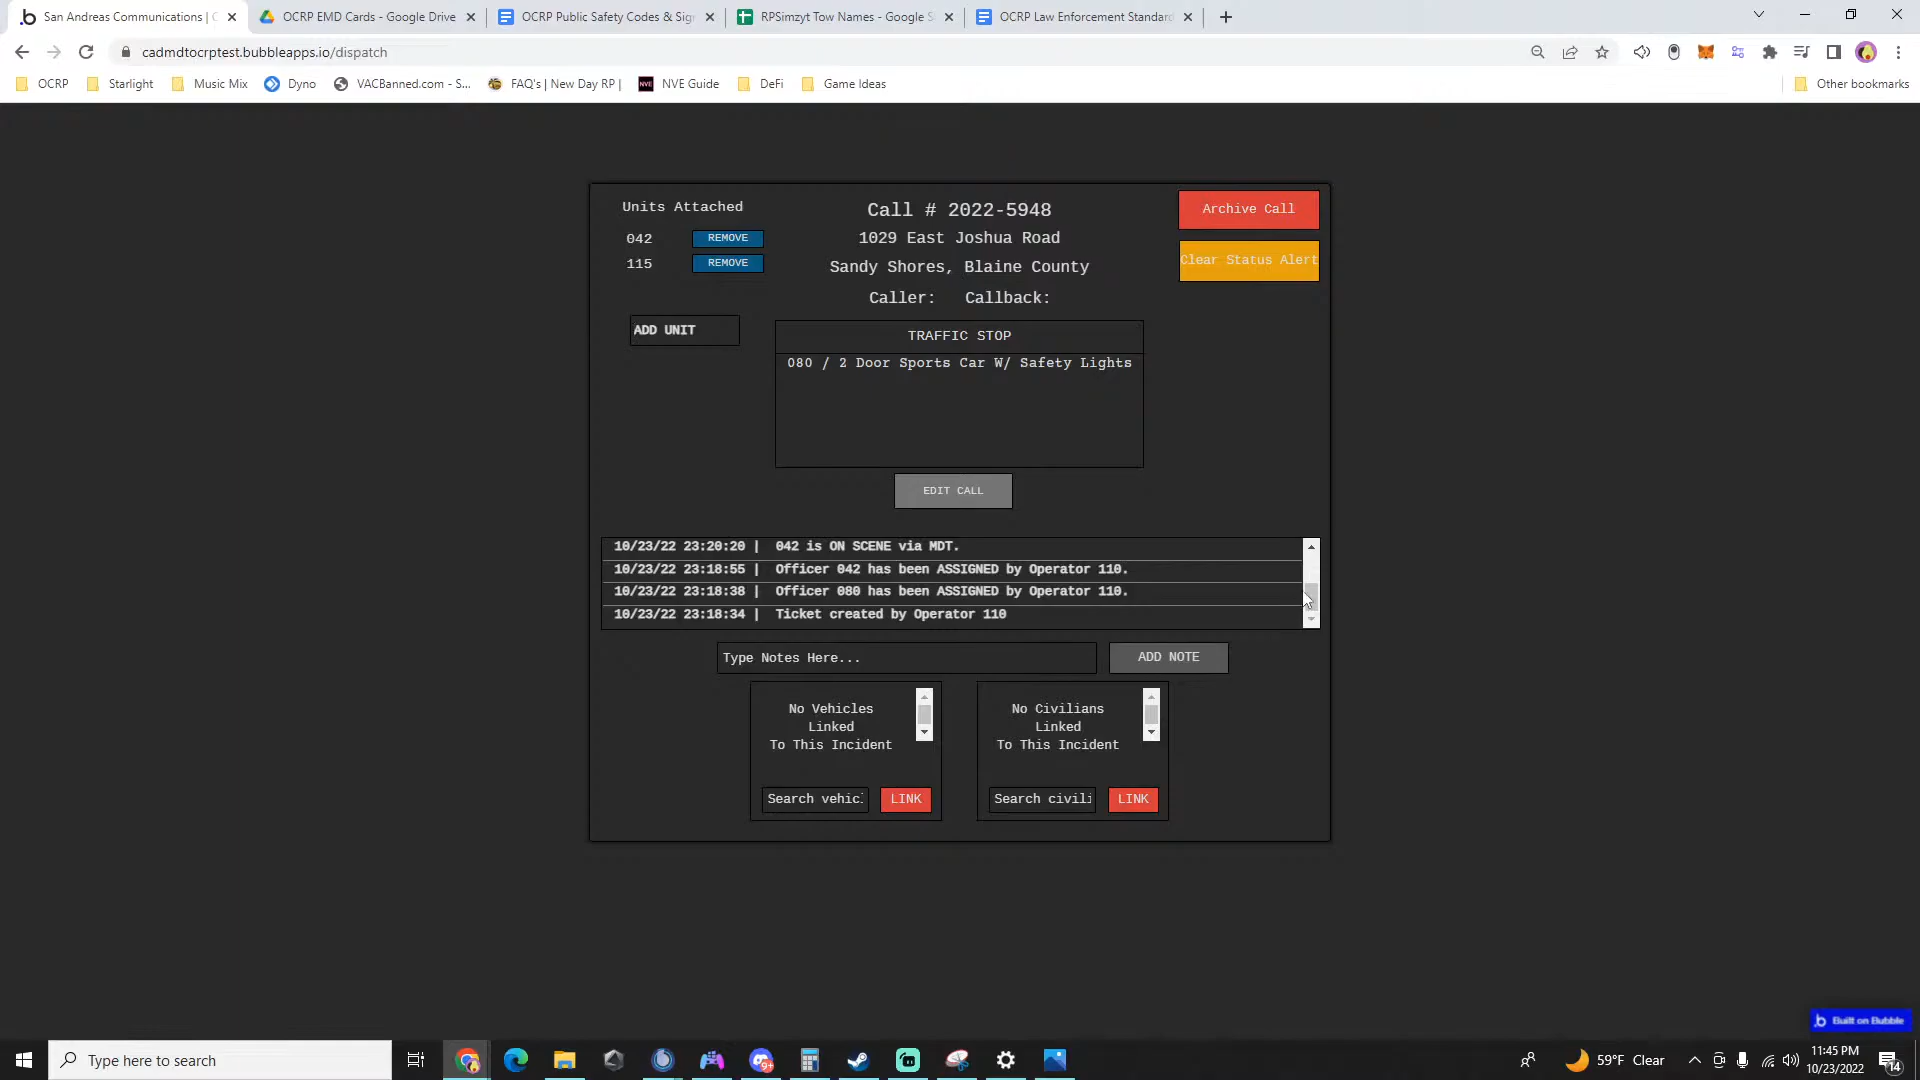 San Andreas Communications | C
OCRP EMD Cards - Google Drive
OCRP Public Safety Codes & Sig
RPSimzyt Tow Names - Google S
OCRP Law Enforcement Standard
cadmdtocrptest.bubbleapps.io/dispatch
OCRP
Starlight
Music Mix
Dyno
VACBanned.com - S...
FAQ's | New Day RP |
NVE
NVE Guide
DeFi
Game Ideas
Other bookmarks
Units Attached
042 REMOVE
115 REMOVE
ADD UNIT
Call # 2022-5948
1029 East Joshua Road
Sandy Shores, Blaine County
Caller: Callback:
Archive Call
Clear Status Alert
TRAFFIC STOP
080 / 2 Door Sports Car W/ Safety Lights
EDIT CALL
10/23/22 23:20:20 | 042 is ON SCENE via MDT.
10/23/22 23:18:55 | Officer 042 has been ASSIGNED by Operator 110.
10/23/22 23:18:38 | Officer 080 has been ASSIGNED by Operator 110.
10/23/22 23:18:34 | Ticket created by Operator 110
Type Notes Here...
ADD NOTE
No Vehicles
Linked
To This Incident
Search vehic
LINK
No Civilians
Linked
To This Incident
Search civili
LINK
Built on Bubble
Type here to search
9+
59°F Clear
11:45 PM
10/23/2022
14